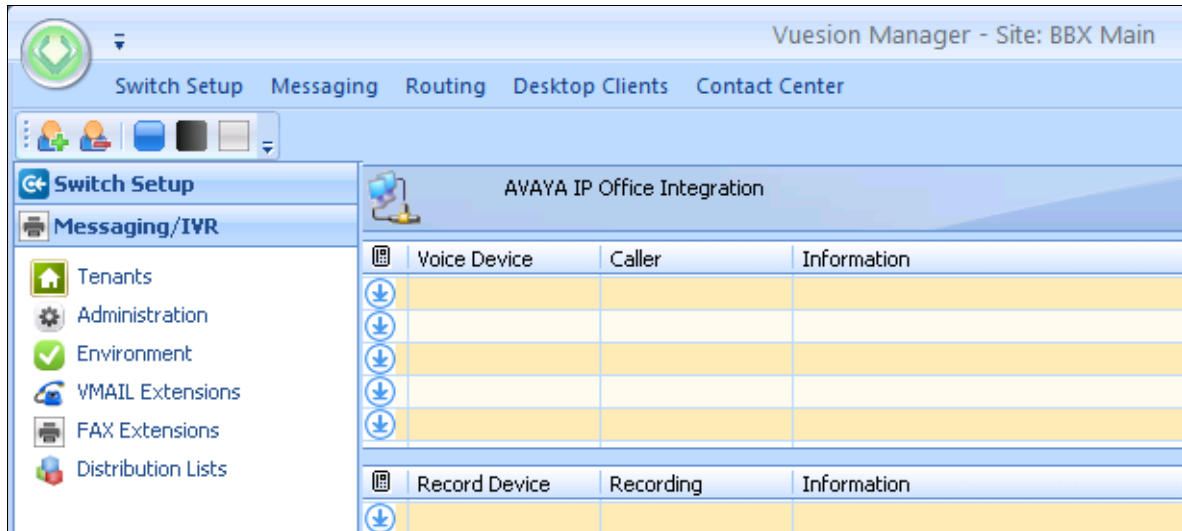 Vuesion Manager - Site: BBX Main
Switch Setup Messaging Routing Desktop Clients Contact Center
Switch Setup
Messaging/IVR
Tenants
Administration
Environment
VMAIL Extensions
FAX Extensions
Distribution Lists
AVAYA IP Office Integration
Voice Device Caller Information
Record Device Recording Information